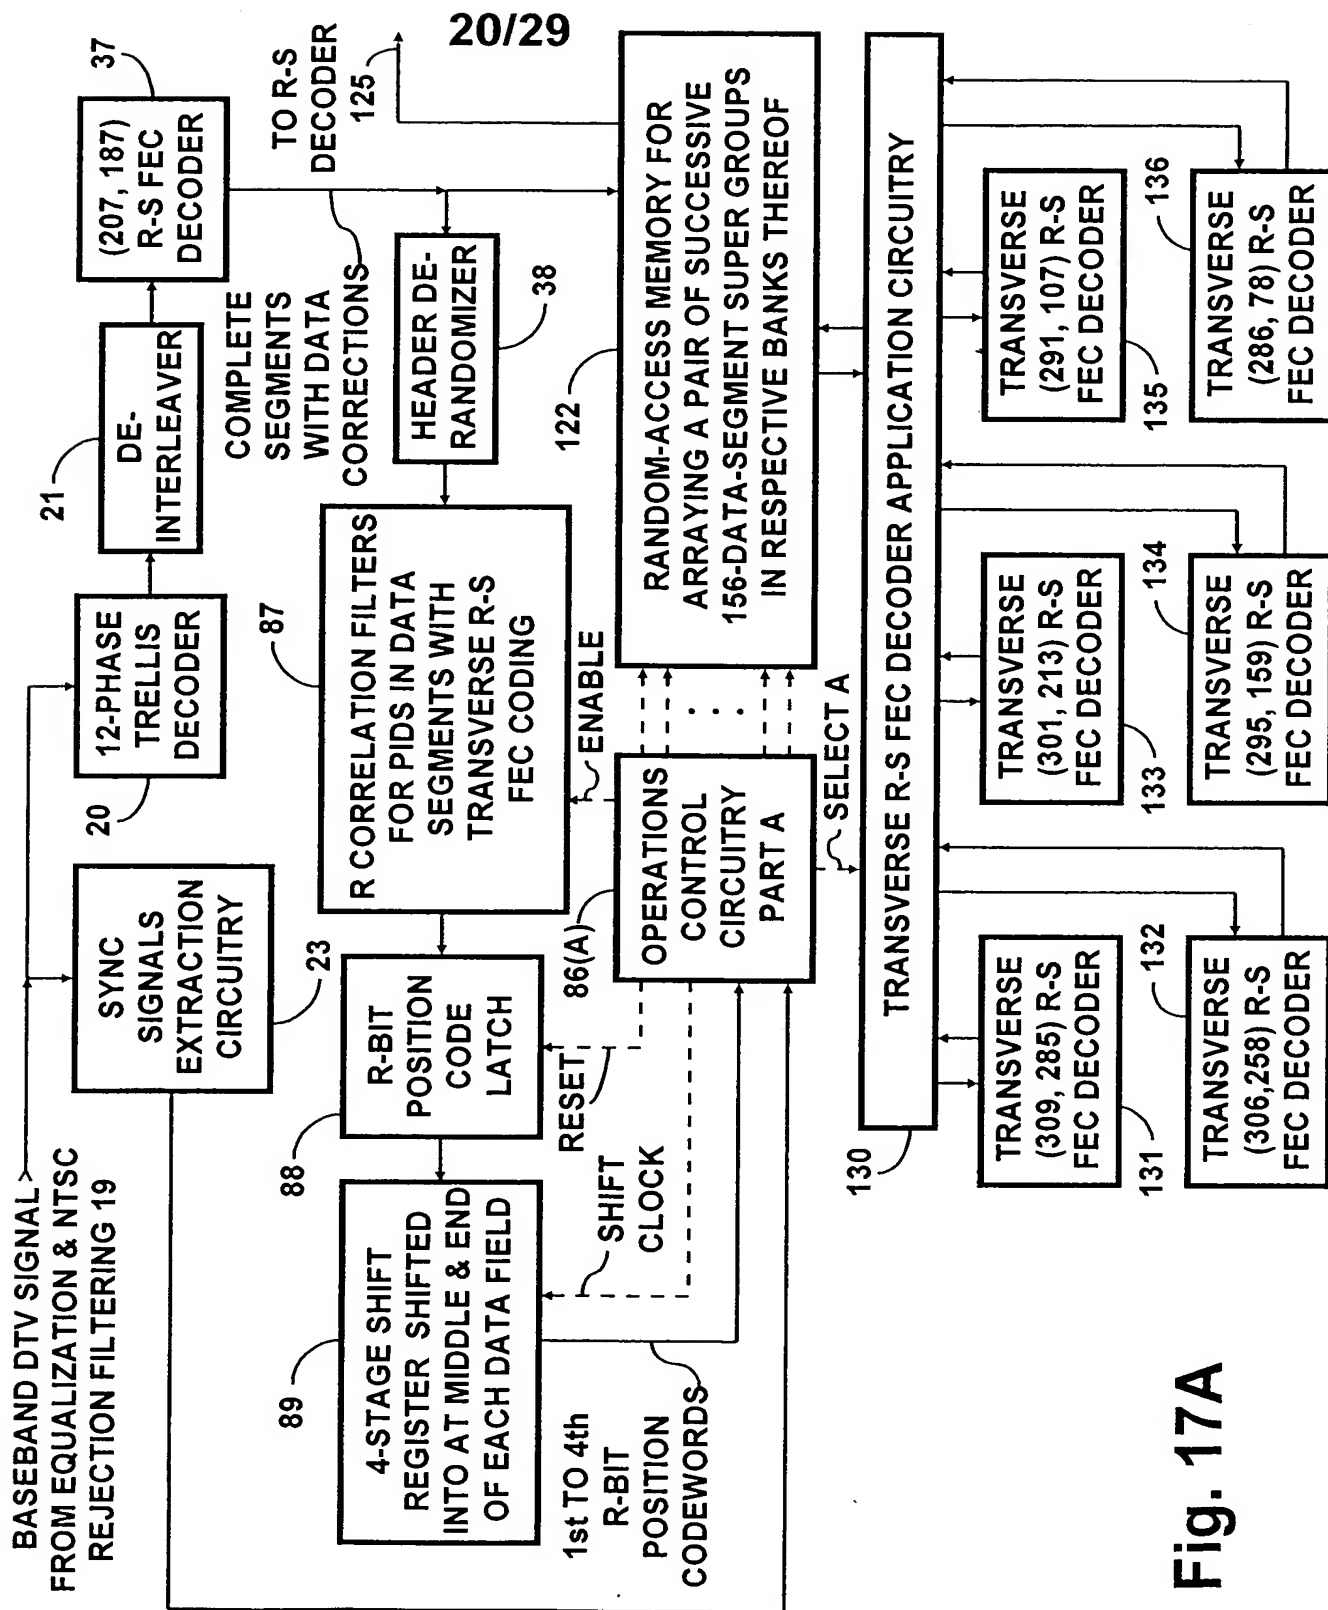 20/29
BASEBAND DTV SIGNAL >
FROM EQUALIZATION & NTSC
REJECTION FILTERING 19
SYNC
SIGNALS
EXTRACTION
CIRCUITRY
23
12-PHASE
TRELLIS
DECODER
20
DE-
INTERLEAVER
21
(207, 187)
R-S FEC
DECODER
37
TO R-S
DECODER
125
COMPLETE
SEGMENTS
WITH DATA
CORRECTIONS
HEADER DE-
RANDOMIZER
38
R CORRELATION FILTERS
FOR PIDS IN DATA
SEGMENTS WITH
TRANSVERSE R-S
FEC CODING
87
R-BIT
POSITION
CODE
LATCH
88
4-STAGE SHIFT
REGISTER SHIFTED
INTO AT MIDDLE & END
OF EACH DATA FIELD
89
1st TO 4th
R-BIT
POSITION
CODEWORDS
SHIFT
CLOCK
RESET
ENABLE
86(A)
OPERATIONS
CONTROL
CIRCUITRY
PART A
SELECT A
122
RANDOM-ACCESS MEMORY FOR
ARRAYING A PAIR OF SUCCESSIVE
156-DATA-SEGMENT SUPER GROUPS
IN RESPECTIVE BANKS THEREOF
. . .
TRANSVERSE R-S FEC DECODER APPLICATION CIRCUITRY
130
TRANSVERSE
(309, 285) R-S
FEC DECODER
131
TRANSVERSE
(306,258) R-S
FEC DECODER
132
TRANSVERSE
(301, 213) R-S
FEC DECODER
133
TRANSVERSE
(295, 159) R-S
FEC DECODER
134
TRANSVERSE
(291, 107) R-S
FEC DECODER
135
TRANSVERSE
(286, 78) R-S
FEC DECODER
136
Fig. 17A